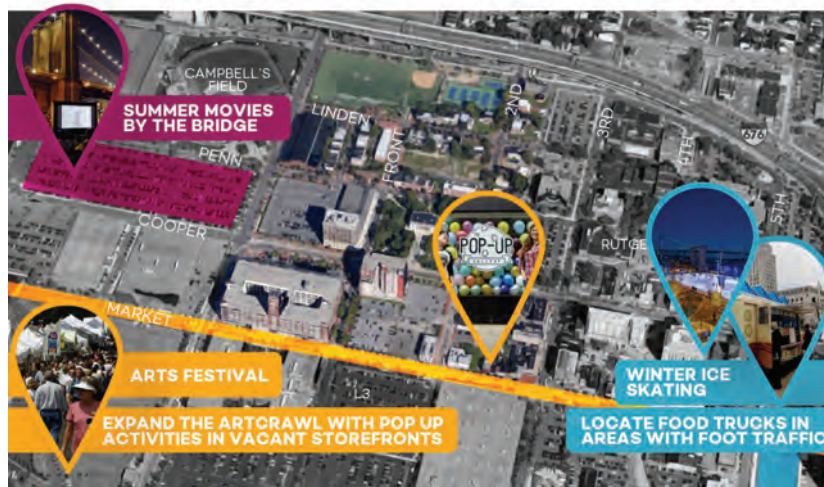 CAMPBELL'S
FIELD
SUMMER MOVIES
BY THE BRIDGE
LINDEN
PENN
FRONT
2ND
3RD
4TH
676
5TH
COOPER
POP-UP
RUTGE
MARKET
ARTS FESTIVAL
L3
WINTER ICE
SKATING
EXPAND THE ARTCRAWL WITH POP UP
ACTIVITIES IN VACANT STOREFRONTS
LOCATE FOOD TRUCKS IN
AREAS WITH FOOT TRAFFIC